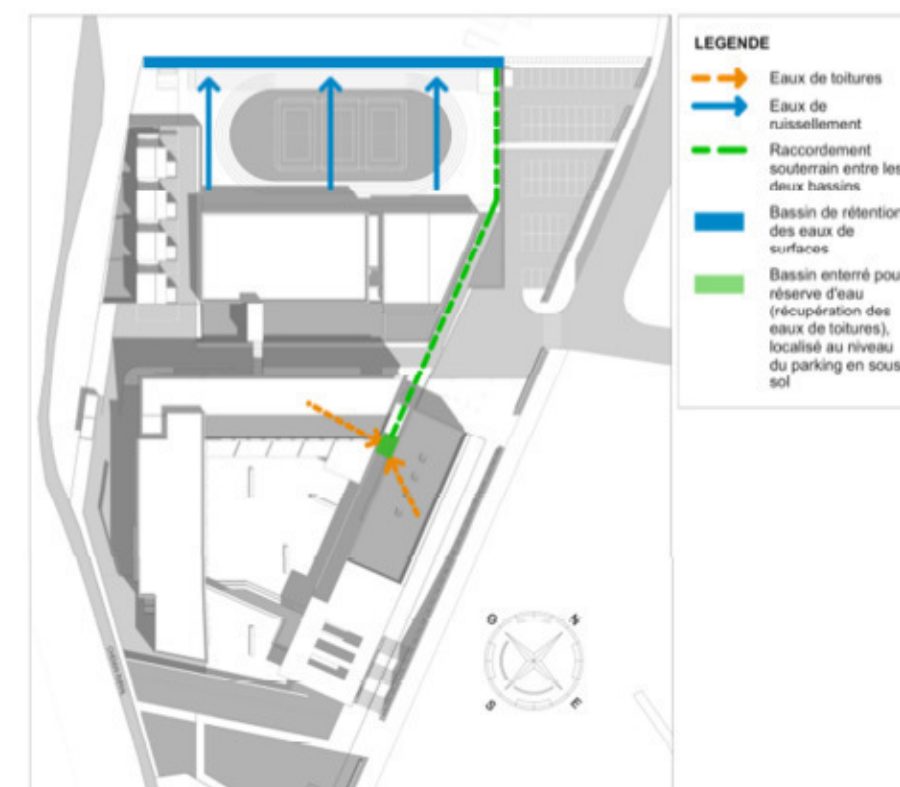 LEGENDE
Eaux de toitures
Eaux de
ruissellement
Raccordement
souterrain entre les
deux bassins
Bassin de rétention
des eaux de
surfaces
Bassin enterré pou
réserve d'eau
(récupération des
eaux de toitures),
localisé au niveau
du parking en sous
sol
O
N
S
E